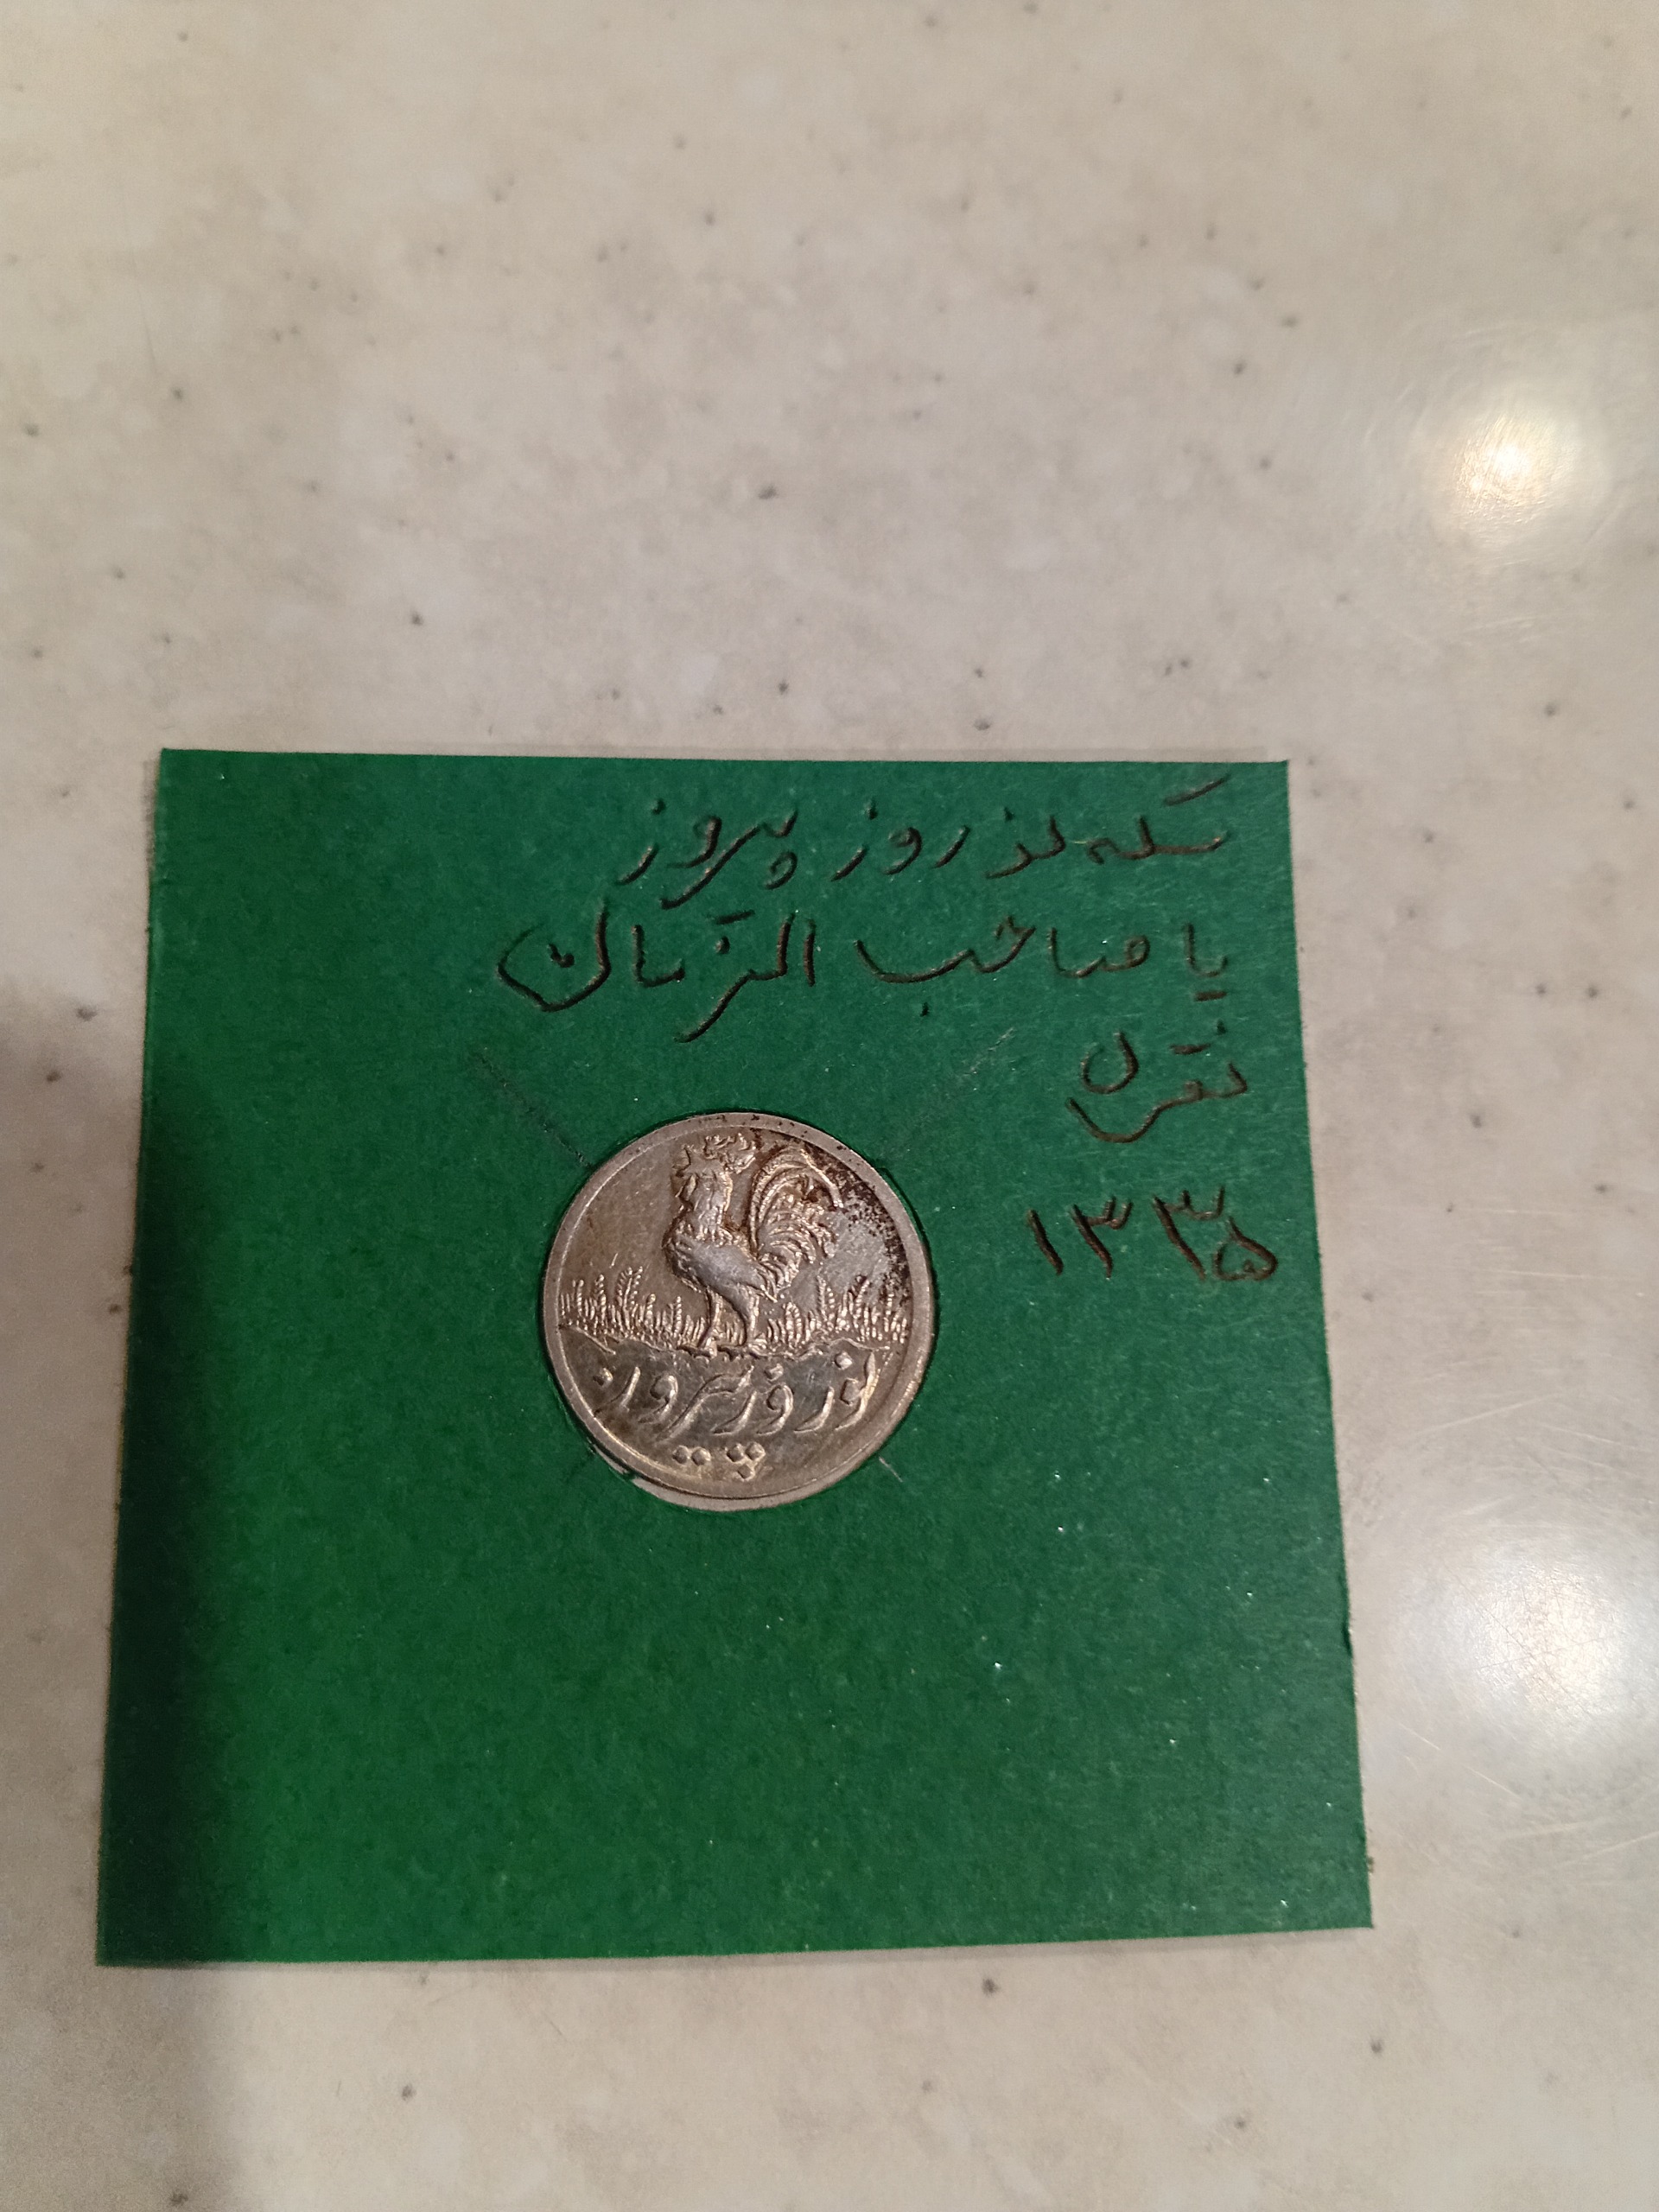 سکه نوروز پیروز
یا صاحب الزمان
نقره
۱۳۳۵
نوروز پیروز